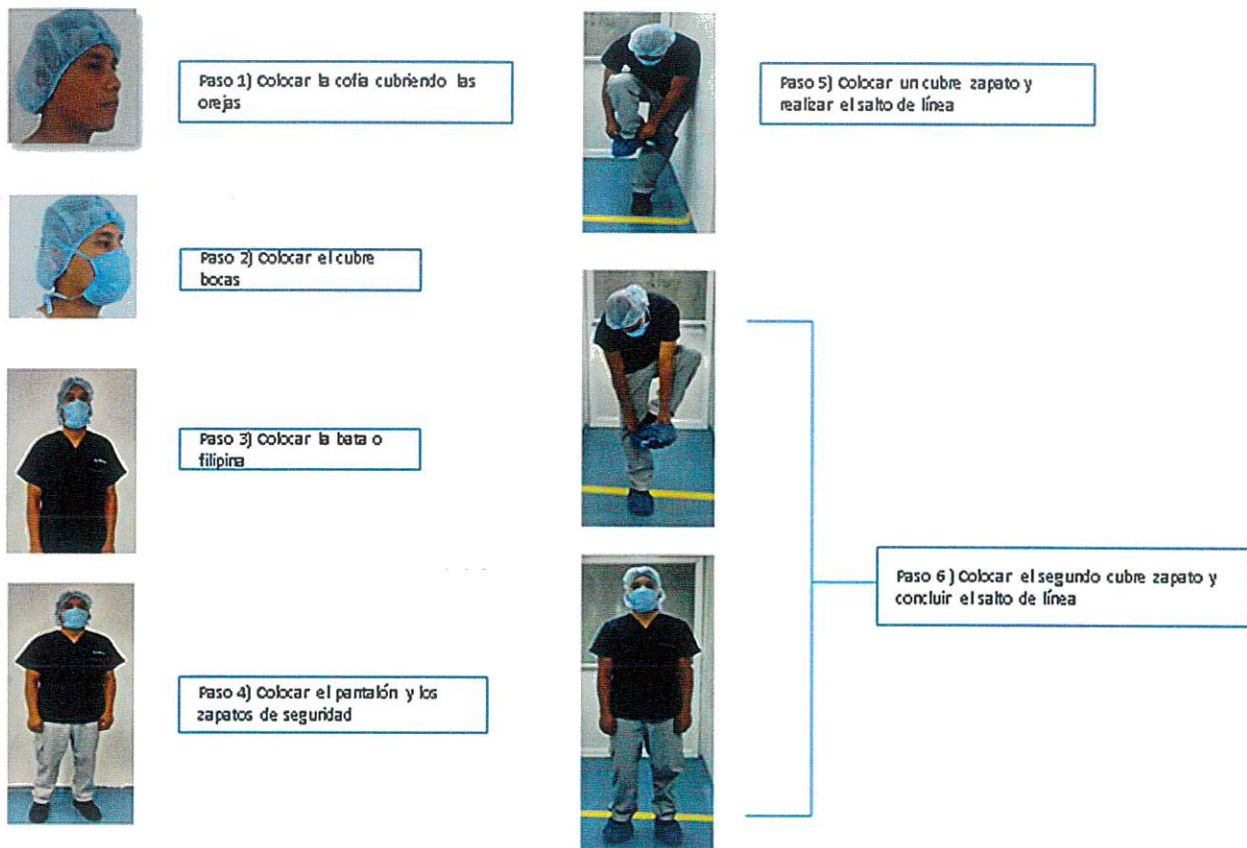 Paso 1) Colocar la cofia cubriendo las
orejas
Paso 2) Colocar el cubre
bocas
Paso 3) Colocar la bata o
filipina
Paso 4) Colocar el pantalón y los
zapatos de seguridad
Paso 5) Colocar un cubre zapato y
realizar el salto de línea
Paso 6 ) Colocar el segundo cubre zapato y
concluir el salto de línea